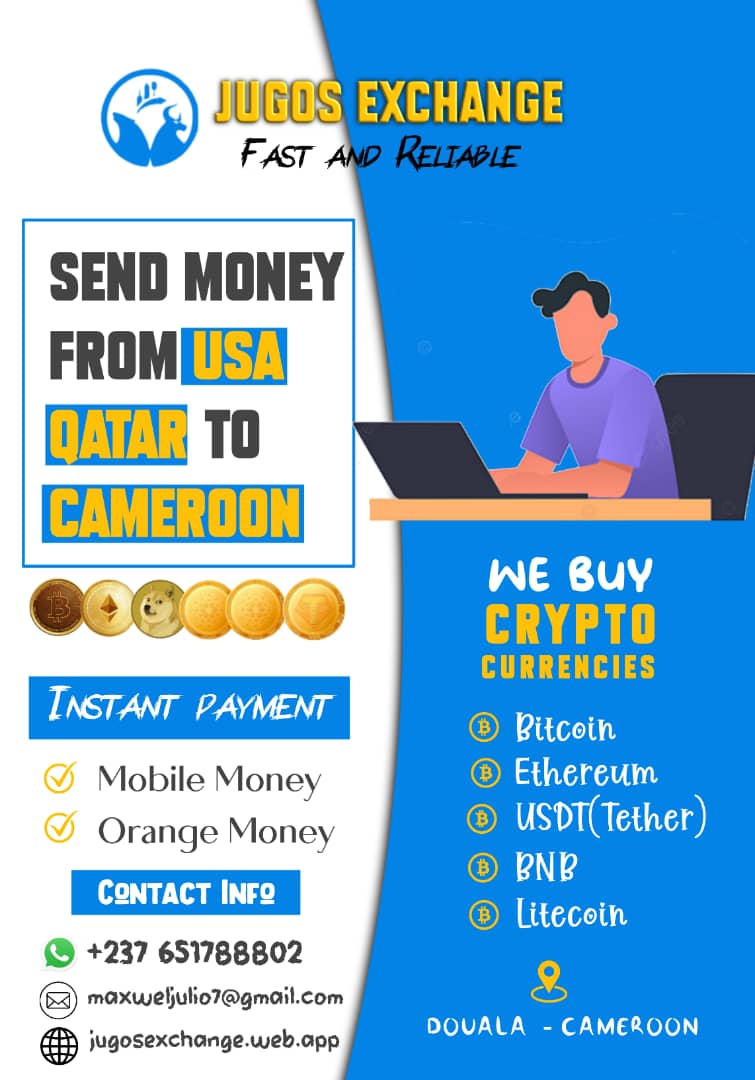 JUGOS EXCHANGE
FAST AND RELIABLE
SEND MONEY
FROM USA
QATAR TO
CAMEROON
INSTANT PAYMENT
Mobile Money
Orange Money
CONTACT INFO
+237 651788802
maxweljulio7@gmail.com
jugosexchange.web.app
WE BUY
CRYPTO
CURRENCIES
Bitcoin
Ethereum
USDT(Tether)
BNB
Litecoin
DOUALA - CAMEROON